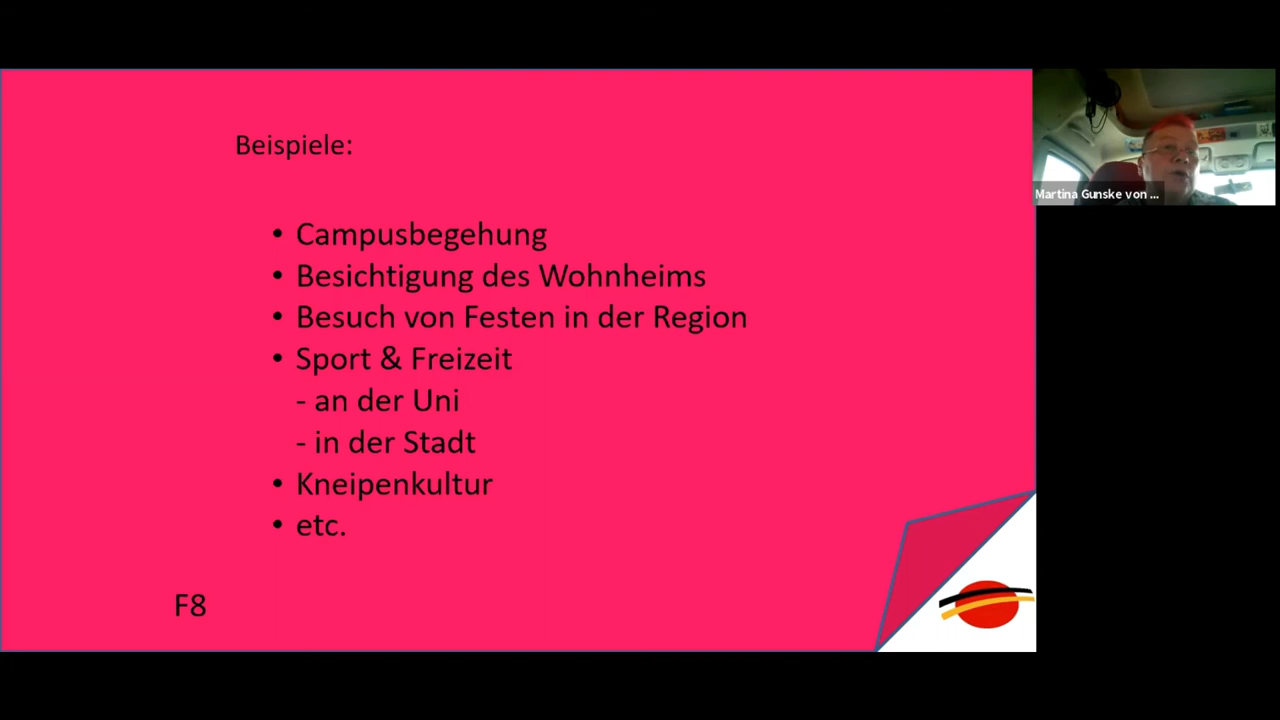 Beispiele:
• Campusbegehung
• Besichtigung des Wohnheims
• Besuch von Festen in der Region
• Sport & Freizeit
- an der Uni
- in der Stadt
• Kneipenkultur
• etc.
F8
Martina Gunske von ...